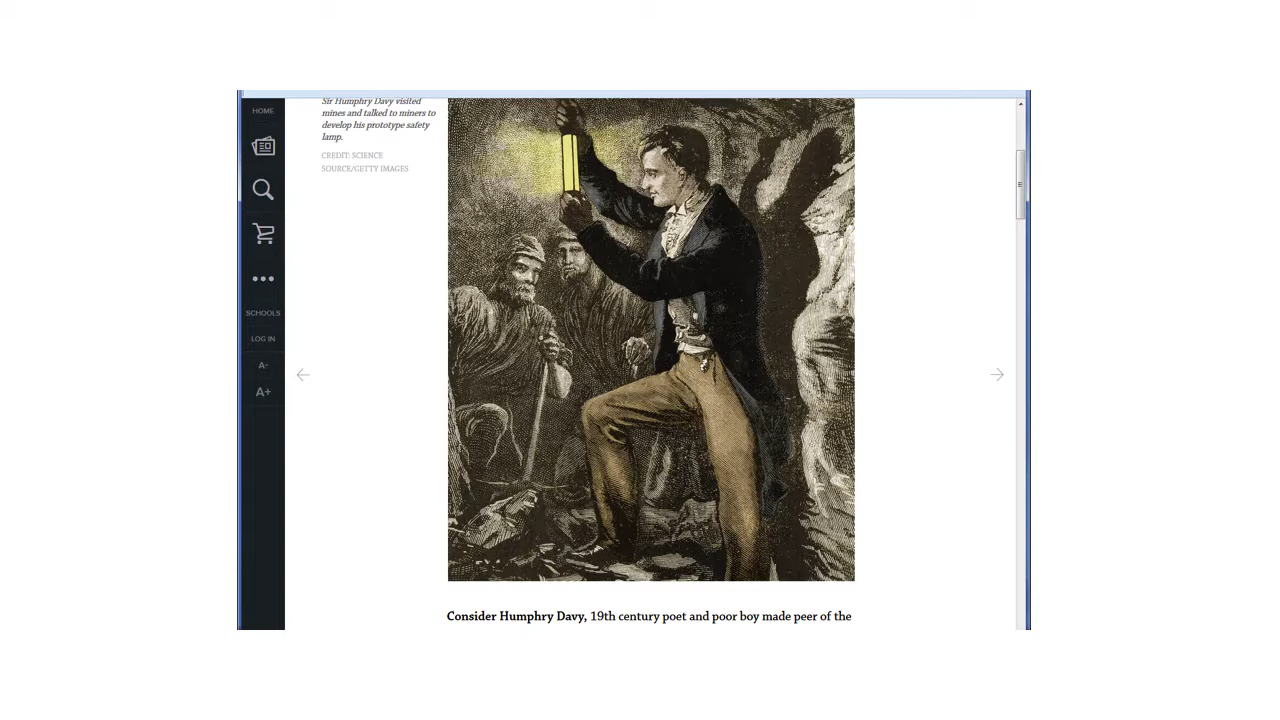 HOME
SCHOOLS
LOG IN
A-
A+
Sir Humphry Davy visited
mines and talked to miners to
develop his prototype safety
lamp.
CREDIT: SCIENCE
SOURCE/GETTY IMAGES
Consider Humphry Davy, 19th century poet and poor boy made peer of the